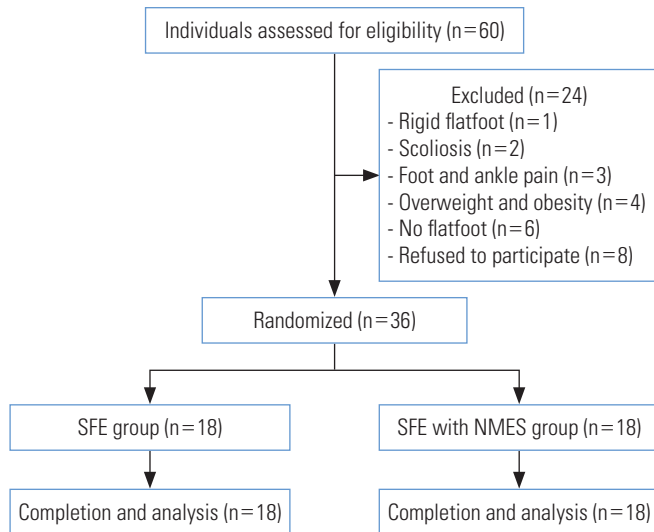 Individuals assessed for eligibility (n=60)
Excluded (n=24)
- Rigid flatfoot (n=1)
- Scoliosis (n=2)
- Foot and ankle pain (n=3)
- Overweight and obesity (n=4)
- No flatfoot (n=6)
- Refused to participate (n=8)
Randomized (n=36)
SFE group (n=18)
SFE with NMES group (n=18)
Completion and analysis (n=18)
Completion and analysis (n=18)